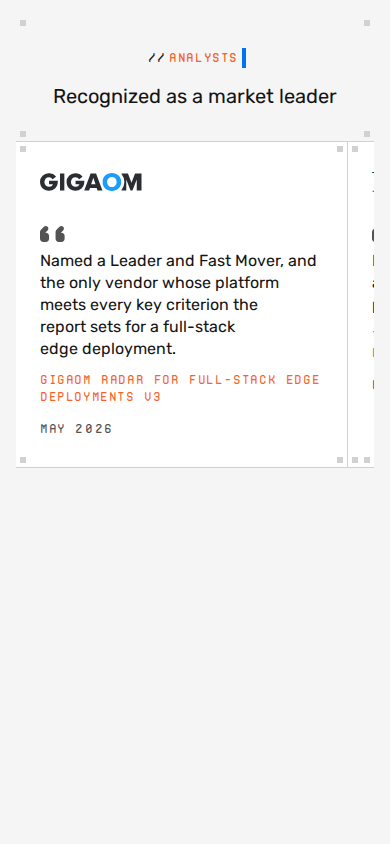 // ANALYSTS
Recognized as a market leader
GIGAOM
Named a Leader and Fast Mover, and
the only vendor whose platform
meets every key criterion the
report sets for a full-stack
edge deployment.
GIGAOM RADAR FOR FULL-STACK EDGE
DEPLOYMENTS V3
MAY 2026